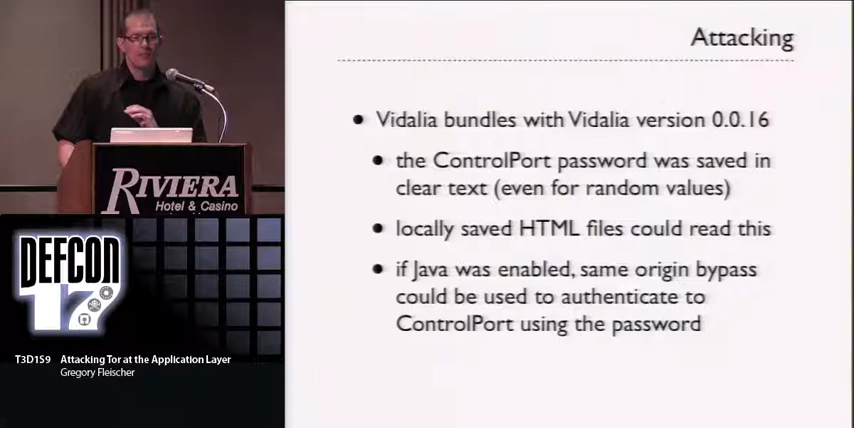 Attacking
• Vidalia bundles with Vidalia version 0.0.16
• the ControlPort password was saved in
clear text (even for random values)
• locally saved HTML files could read this
• if Java was enabled, same origin bypass
could be used to authenticate to
ControlPort using the password
RIVIERA
Hotel & Casino
DEFCON
17
T3D1S9 Attacking Tor at the Application Layer
Gregory Fleischer